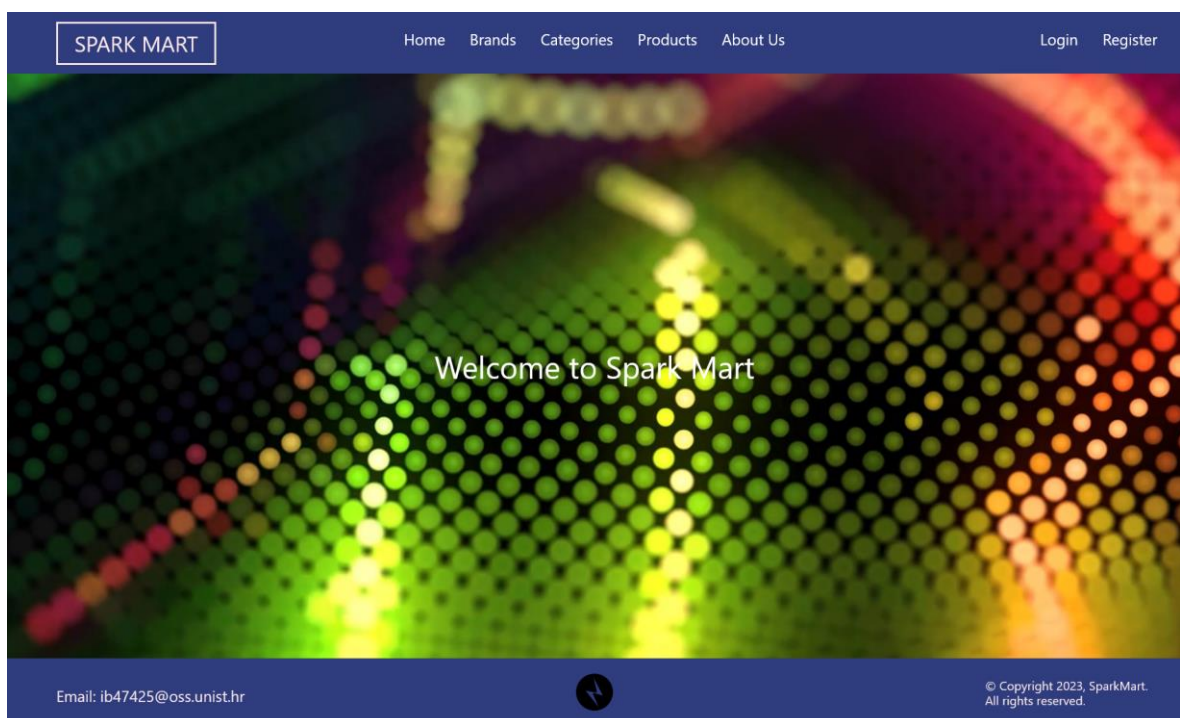 SPARK MART
Home Brands Categories Products About Us
Login Register
Welcome to Spark Mart
Email: ib47425@oss.unist.hr
© Copyright 2023, SparkMart.
All rights reserved.